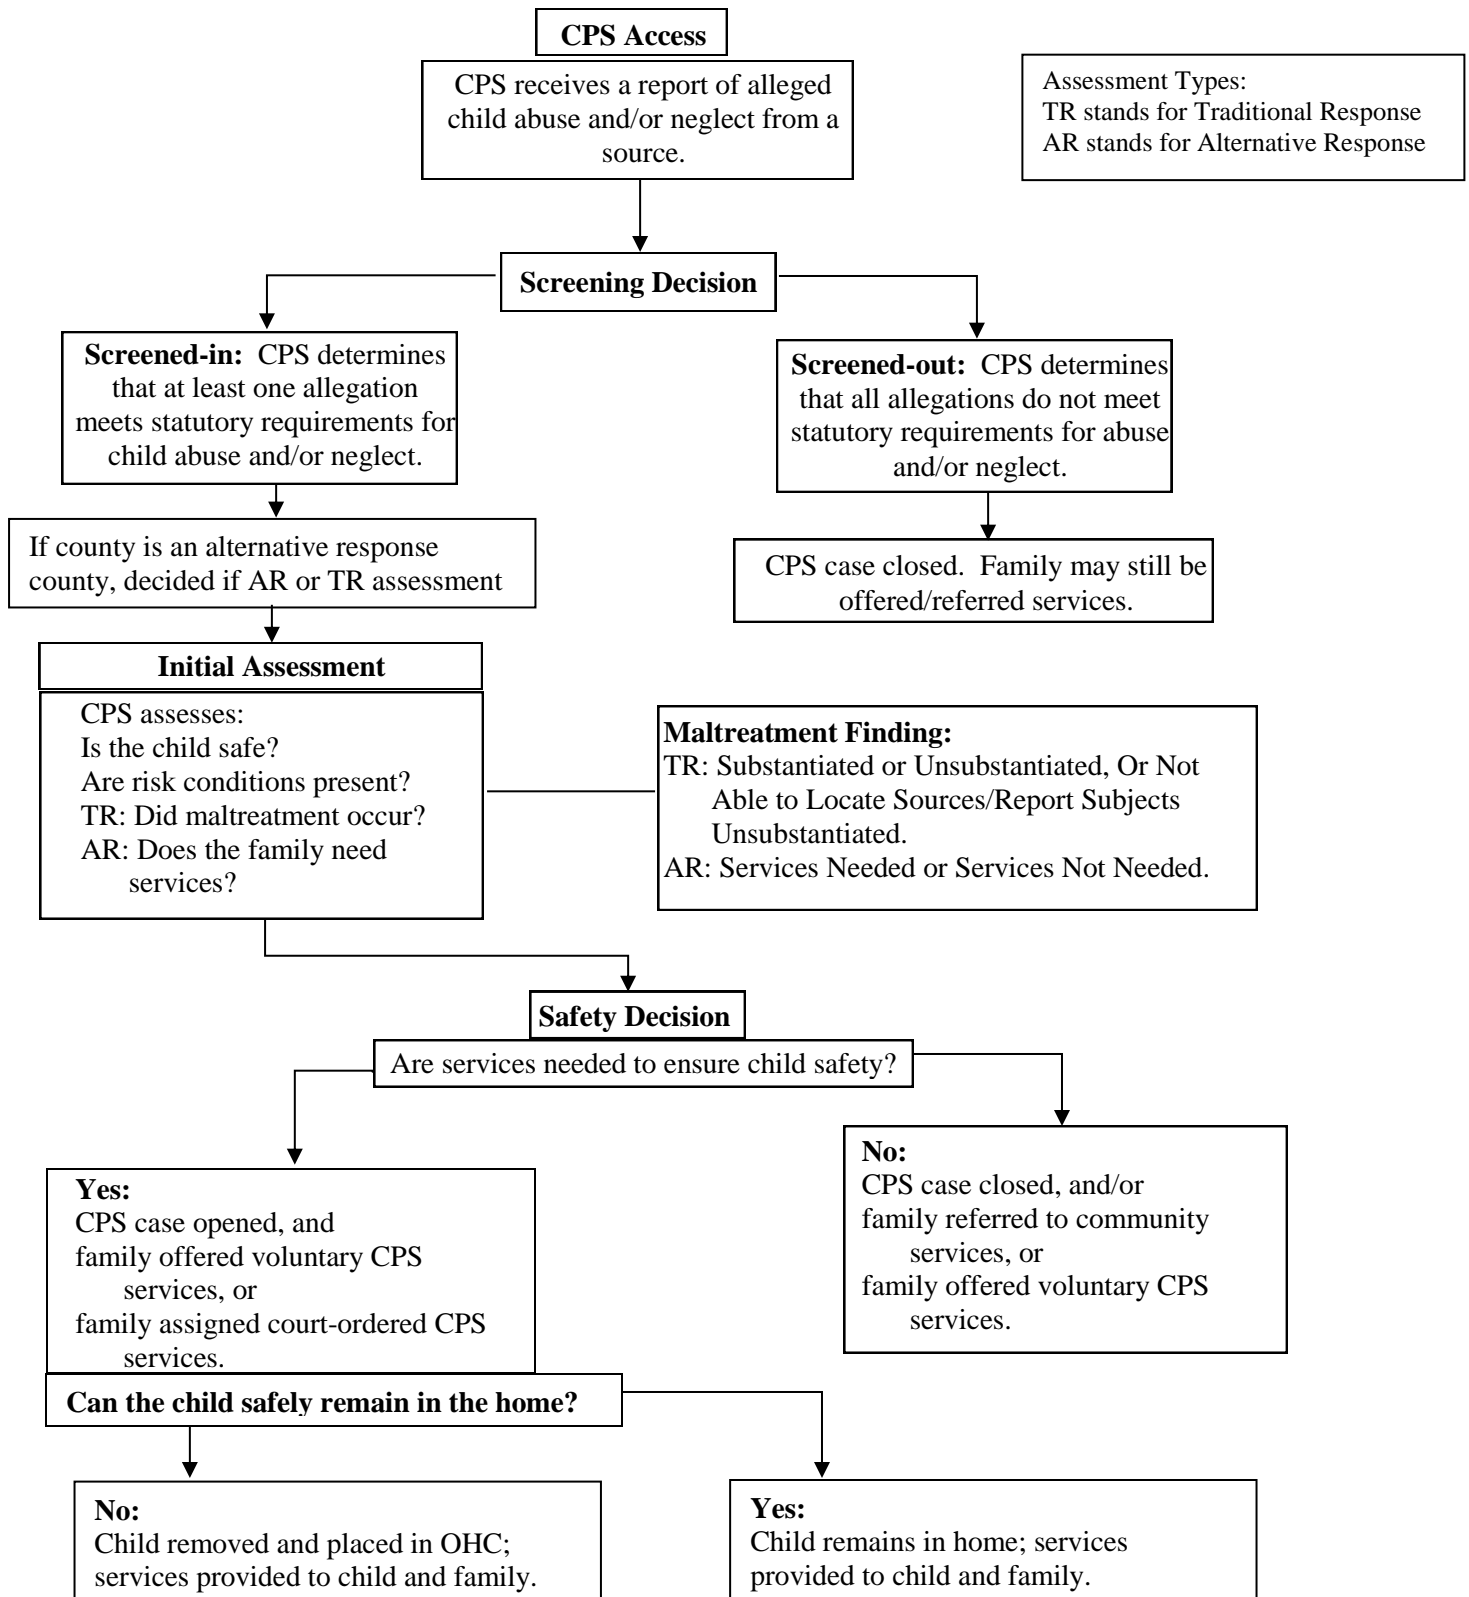 CPS Access
CPS receives a report of alleged
child abuse and/or neglect from a
source.
Assessment Types:
TR stands for Traditional Response
AR stands for Alternative Response
Screening Decision
Screened-in: CPS determines
that at least one allegation
meets statutory requirements for
child abuse and/or neglect.
Screened-out: CPS determines
that all allegations do not meet
statutory requirements for abuse
and/or neglect.
If county is an alternative response
county, decided if AR or TR assessment
CPS case closed. Family may still be
offered/referred services.
Initial Assessment
CPS assesses:
Is the child safe?
Are risk conditions present?
TR: Did maltreatment occur?
AR: Does the family need
services?
Maltreatment Finding:
TR: Substantiated or Unsubstantiated, Or Not
Able to Locate Sources/Report Subjects
Unsubstantiated.
AR: Services Needed or Services Not Needed.
Safety Decision
Are services needed to ensure child safety?
Yes:
CPS case opened, and
family offered voluntary CPS
services, or
family assigned court-ordered CPS
services.
No:
CPS case closed, and/or
family referred to community
services, or
family offered voluntary CPS
services.
Can the child safely remain in the home?
No:
Child removed and placed in OHC;
services provided to child and family.
Yes:
Child remains in home; services
provided to child and family.